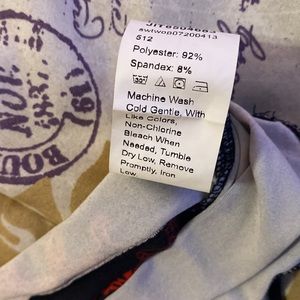 swtwop07200413
512
Polyester: 92%
Spandex: 8%
Machine Wash
Cold Gentle, With
Like Colors,
Non-Chlorine
Bleach When
Needed, Tumble
Dry Low, Remove
Promptly, Iron
Low